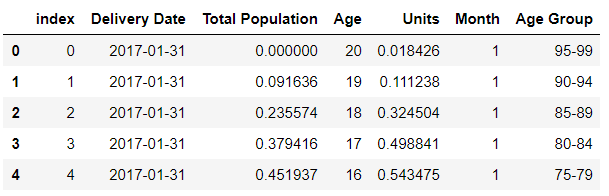 index Delivery Date Total Population Age Units Month Age Group
0 0 2017-01-31 0.000000 20 0.018426 1 95-99
1 1 2017-01-31 0.091636 19 0.111238 1 90-94
2 2 2017-01-31 0.235574 18 0.324504 1 85-89
3 3 2017-01-31 0.379416 17 0.498841 1 80-84
4 4 2017-01-31 0.451937 16 0.543475 1 75-79